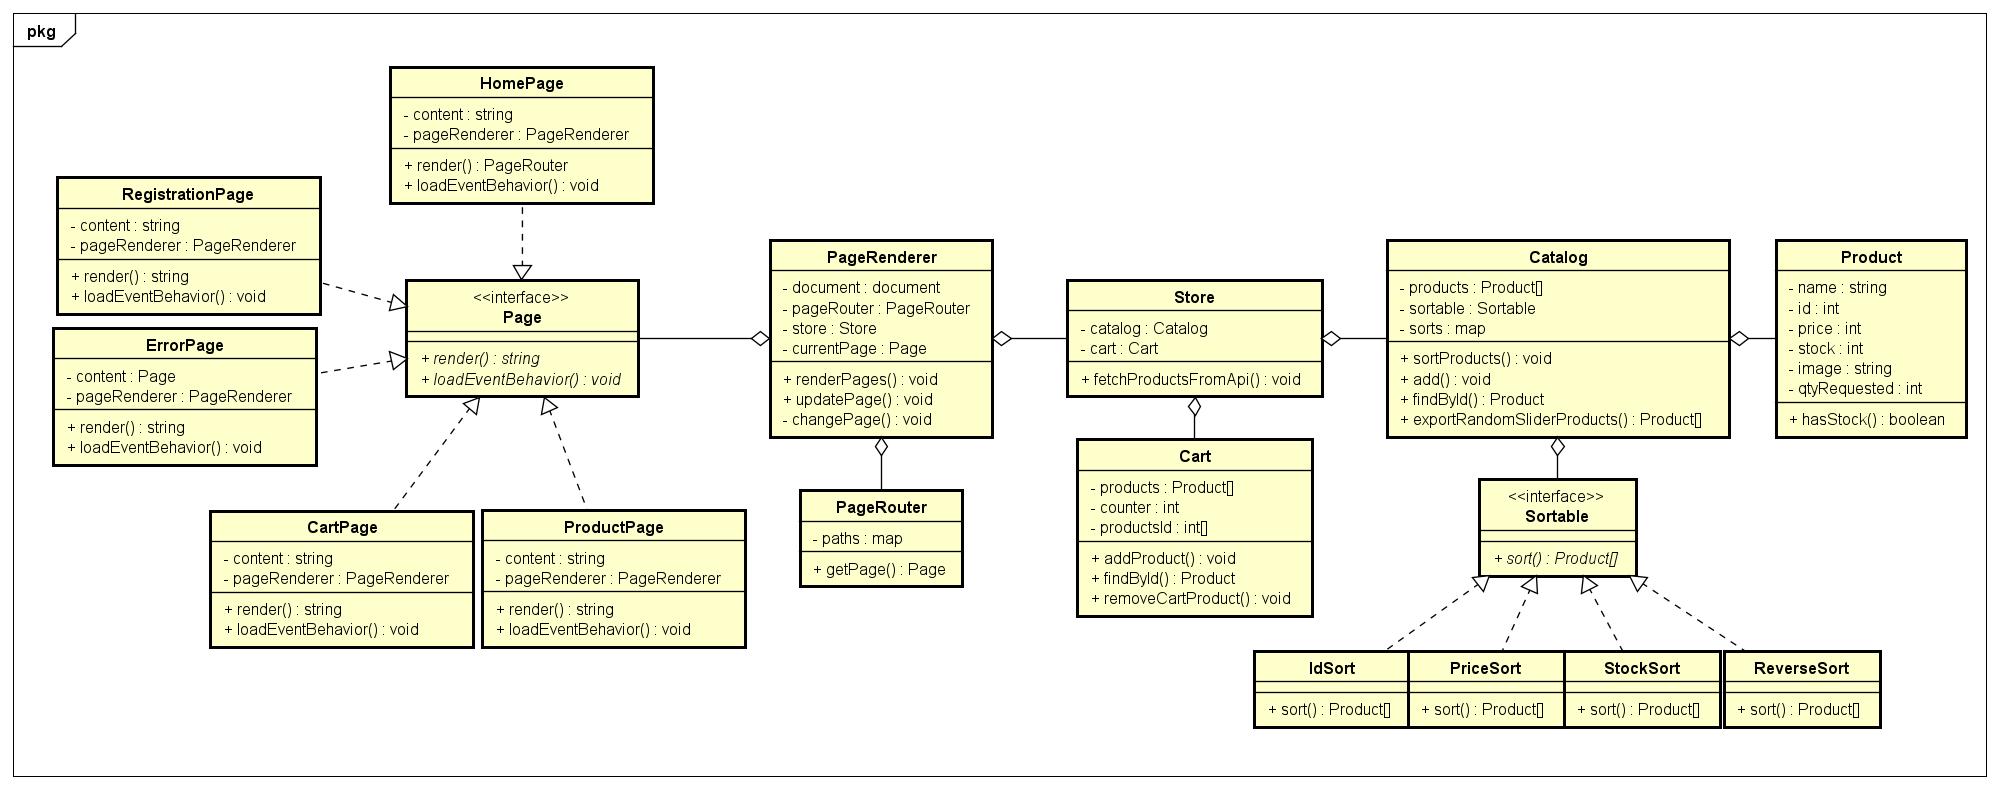 pkg
HomePage
- content : string
- pageRenderer : PageRenderer
+ render() : PageRouter
+ loadEventBehavior() : void
RegistrationPage
- content : string
- pageRenderer : PageRenderer
+ render() : string
+ loadEventBehavior() : void
ErrorPage
- content : Page
- pageRenderer : PageRenderer
+ render() : string
+ loadEventBehavior() : void
<<interface>>
Page
+ render() : string
+ loadEventBehavior() : void
CartPage
- content : string
- pageRenderer : PageRenderer
+ render() : string
+ loadEventBehavior() : void
ProductPage
- content : string
- pageRenderer : PageRenderer
+ render() : string
+ loadEventBehavior() : void
PageRenderer
- document : document
- pageRouter : PageRouter
- store : Store
- currentPage : Page
+ renderPages() : void
+ updatePage() : void
- changePage() : void
PageRouter
- paths : map
+ getPage() : Page
Store
- catalog : Catalog
- cart : Cart
+ fetchProductsFromApi() : void
Cart
- products : Product[]
- counter : int
- productsId : int[]
+ addProduct() : void
+ findById() : Product
+ removeCartProduct() : void
Catalog
- products : Product[]
- sortable : Sortable
- sorts : map
+ sortProducts() : void
+ add() : void
+ findById() : Product
+ exportRandomSliderProducts() : Product[]
Product
- name : string
- id : int
- price : int
- stock : int
- image : string
- qtyRequested : int
+ hasStock() : boolean
<<interface>>
Sortable
+ sort() : Product[]
IdSort
+ sort() : Product[]
PriceSort
+ sort() : Product[]
StockSort
+ sort() : Product[]
ReverseSort
+ sort() : Product[]